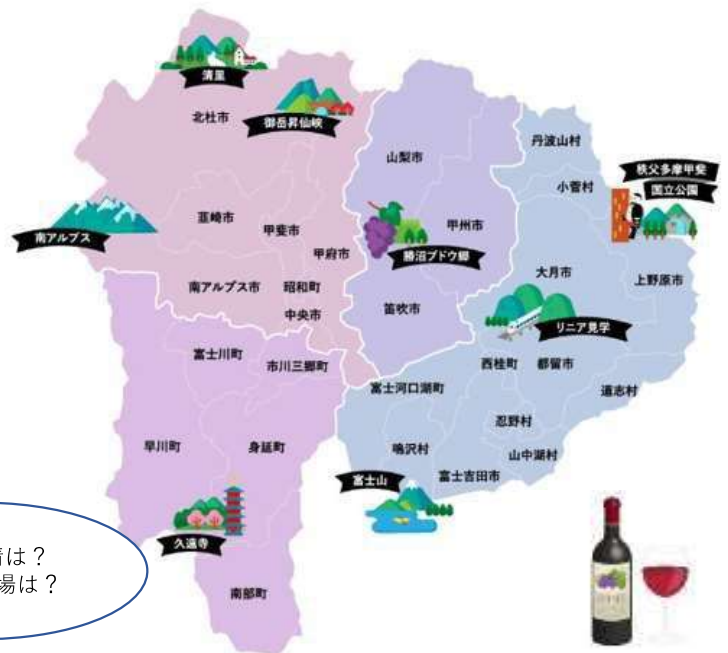 清里
北杜市
御岳昇仙峡
丹波山村
山梨市
秩父多摩甲斐
国立公園
小菅村
韮崎市
甲斐市
甲州市
南アルプス
甲府市
勝沼ブドウ郷
大月市
上野原市
南アルプス市
昭和町
中央市
笛吹市
リニア見学
富士川町
市川三郷町
西桂町
都留市
富士河口湖町
道志村
忍野村
早川町
身延町
鳴沢村
山中湖村
富士吉田市
富士山
久遠寺
は？
場は？
南部町